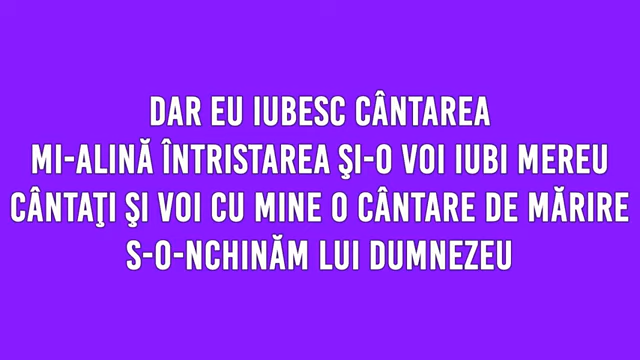 DAR EU IUBESC CÂNTAREA
MI-ALINĂ ÎNTRISTAREA ŞI-O VOI IUBI MEREU
CÂNTAŢI ŞI VOI CU MINE O CÂNTARE DE MĂRIRE
S-O-NCHINĂM LUI DUMNEZEU